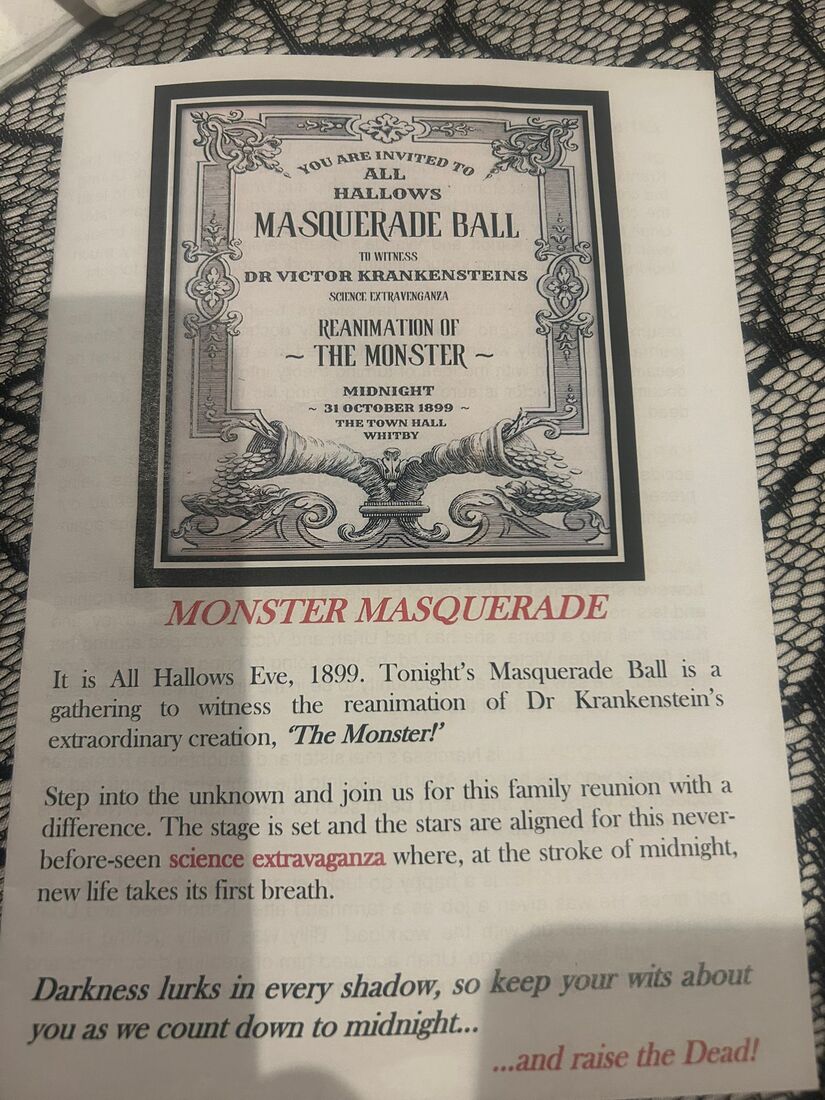 YOU ARE INVITED TO
ALL
HALLOWS
MASQUERADE BALL
TO WITNESS
DR VICTOR KRANKENSTEINS
SCIENCE EXTRAVENGANZA
REANIMATION OF
~ THE MONSTER ~
MIDNIGHT
~ 31 OCTOBER 1899 ~
THE TOWN HALL
WHITBY
MONSTER MASQUERADE
It is All Hallows Eve, 1899. Tonight's Masquerade Ball is a
gathering to witness the reanimation of Dr Krankenstein's
extraordinary creation, 'The Monster!'
Step into the unknown and join us for this family reunion with a
difference. The stage is set and the stars are aligned for this never-
before-seen science extravaganza where, at the stroke of midnight,
new life takes its first breath.
Darkness lurks in every shadow, so keep your wits about
you as we count down to midnight...
...and raise the Dead!